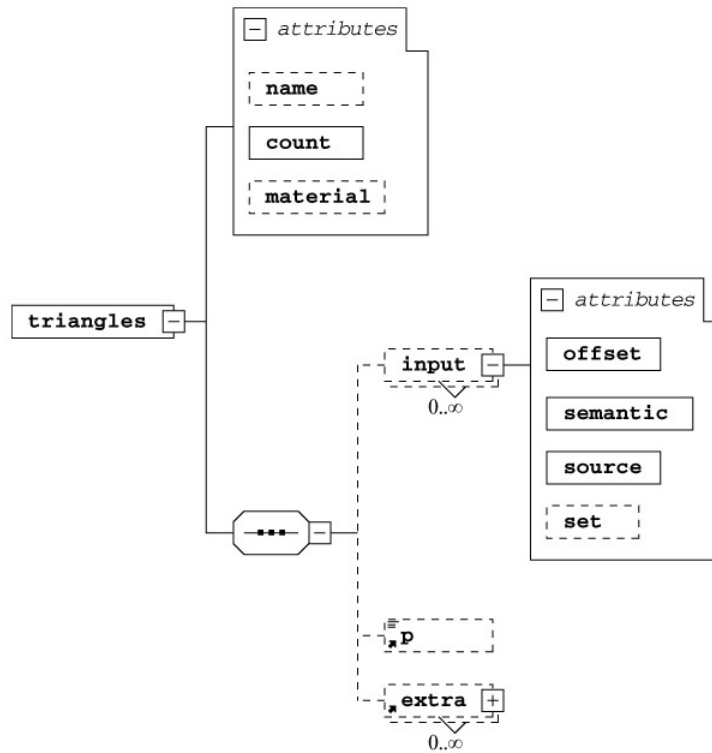 attributes
name
count
material
triangles
attributes
input
offset
0..∞
semantic
source
set
p
extra
0..∞